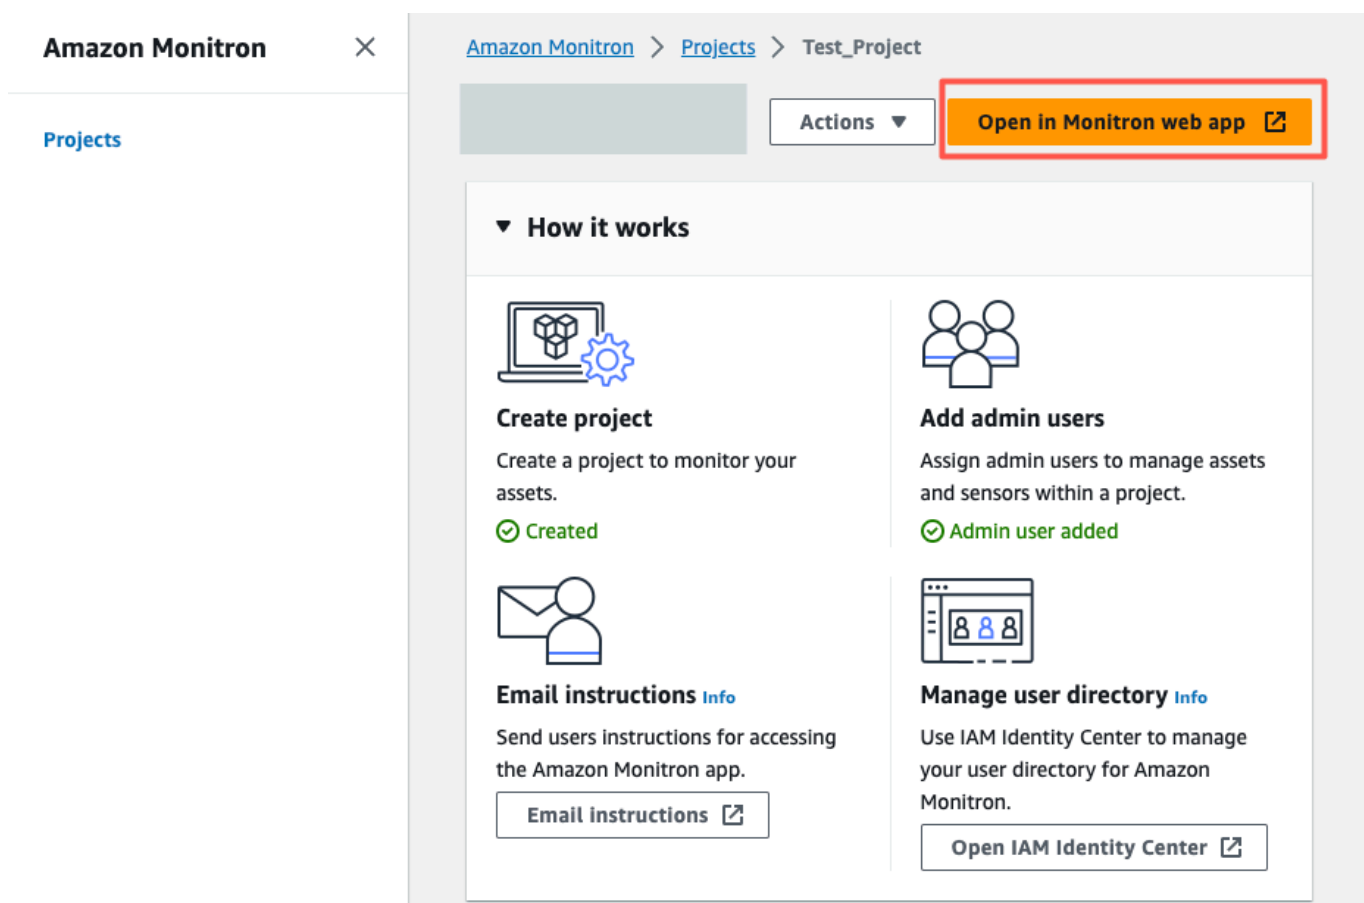 Amazon Monitron
Projects
Amazon Monitron > Projects > Test_Project
Actions
Open in Monitron web app
How it works
Create project
Create a project to monitor your
assets.
Created
Add admin users
Assign admin users to manage assets
and sensors within a project.
Admin user added
Email instructions Info
Send users instructions for accessing
the Amazon Monitron app.
Email instructions
Manage user directory Info
Use IAM Identity Center to manage
your user directory for Amazon
Monitron.
Open IAM Identity Center